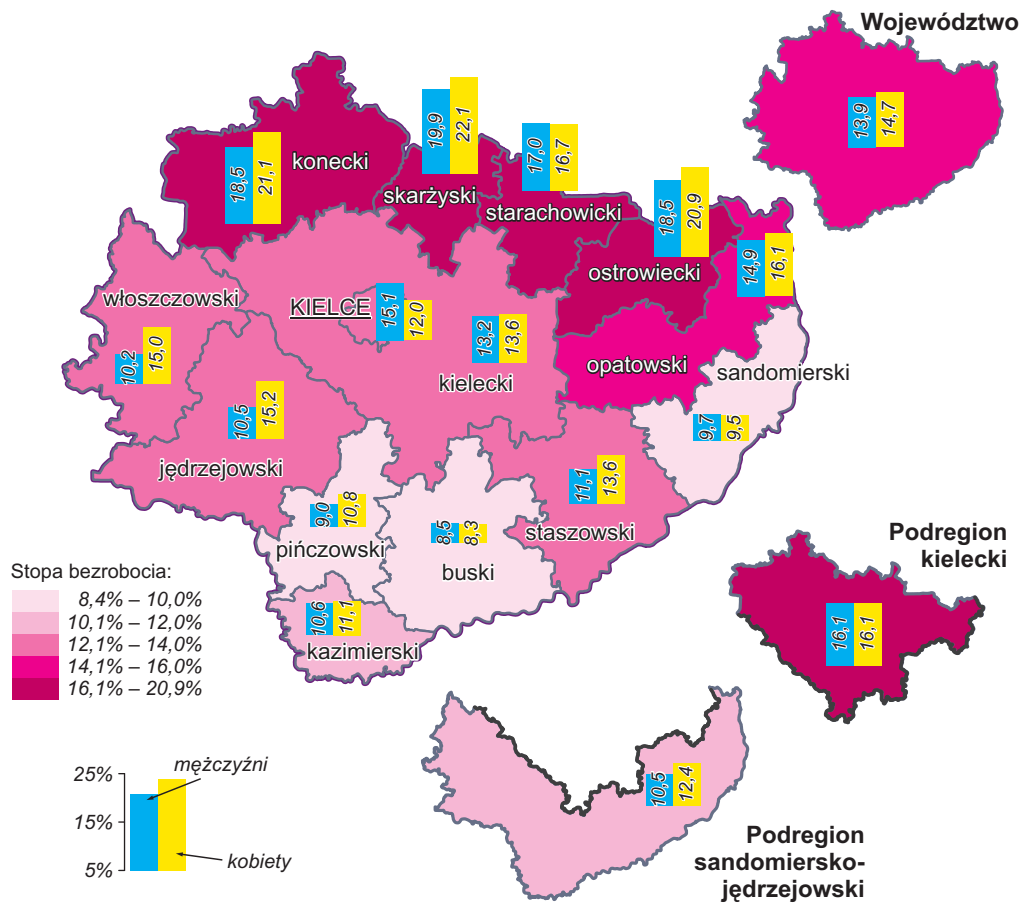 Województwo
13,9
14,7
19,9
22,1
18,5
21,1
konecki
17,0
16,7
skarżyski
starachowicki
18,5
20,9
ostrowiecki
14,9
16,1
włoszczowski
10,2
15,0
KIELCE
15,1
12,0
13,2
13,6
kielecki
opatowski
sandomierski
9,7
9,5
10,5
15,2
jędrzejowski
11,1
13,6
staszowski
9,0
10,8
pińczowski
8,5
8,3
buski
10,6
11,1
kazimierski
Podregion
kielecki
16,1
16,1
Stopa bezrobocia:
8,4% – 10,0%
10,1% – 12,0%
12,1% – 14,0%
14,1% – 16,0%
16,1% – 20,9%
25%
15%
5%
mężczyźni
kobiety
10,5
12,4
Podregion
sandomiersko-
jędrzejowski